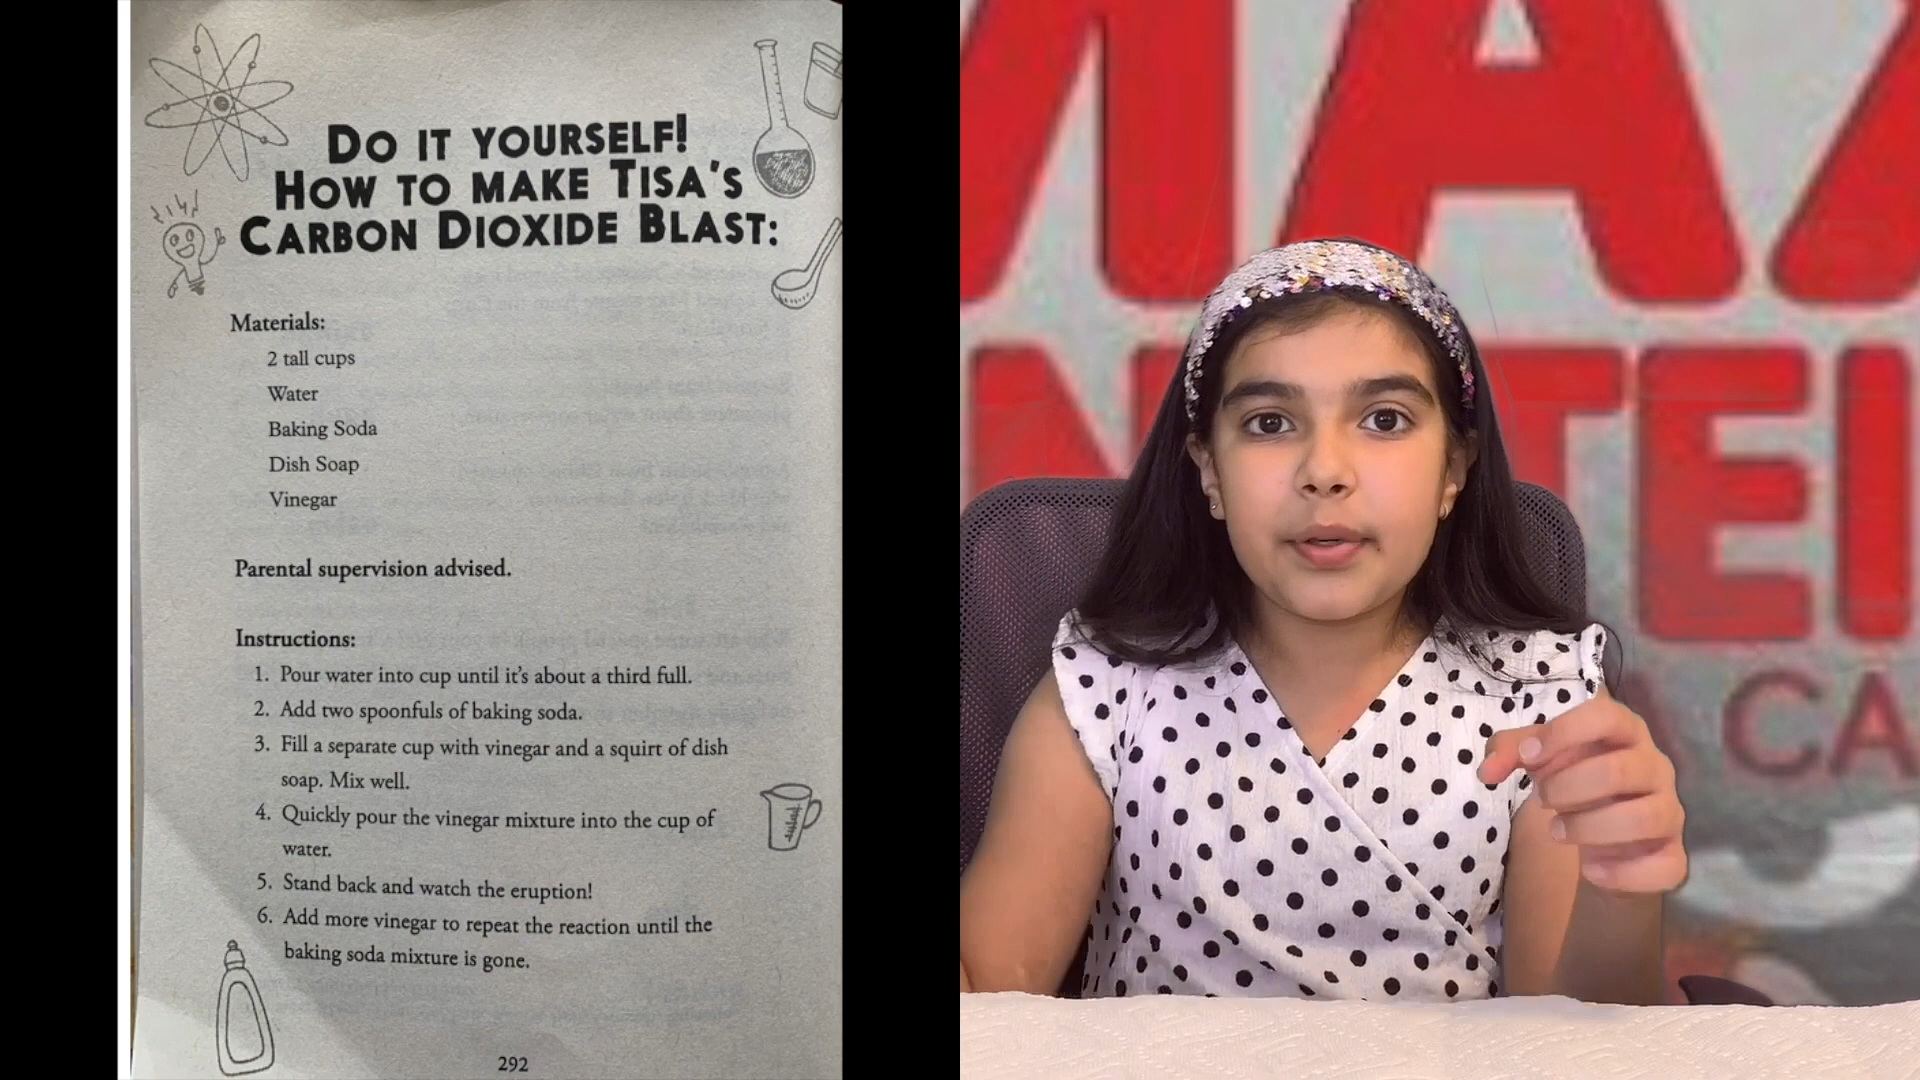 DO IT YOURSELF!
HOW TO MAKE TISA'S
CARBON DIOXIDE BLAST:
Materials:
2 tall cups
Water
Baking Soda
Dish Soap
Vinegar
Parental supervision advised.
Instructions:
1. Pour water into cup until it's about a third full.
2. Add two spoonfuls of baking soda.
3. Fill a separate cup with vinegar and a squirt of dish
soap. Mix well.
4. Quickly pour the vinegar mixture into the cup of
water.
5. Stand back and watch the eruption!
6. Add more vinegar to repeat the reaction until the
baking soda mixture is gone.
292